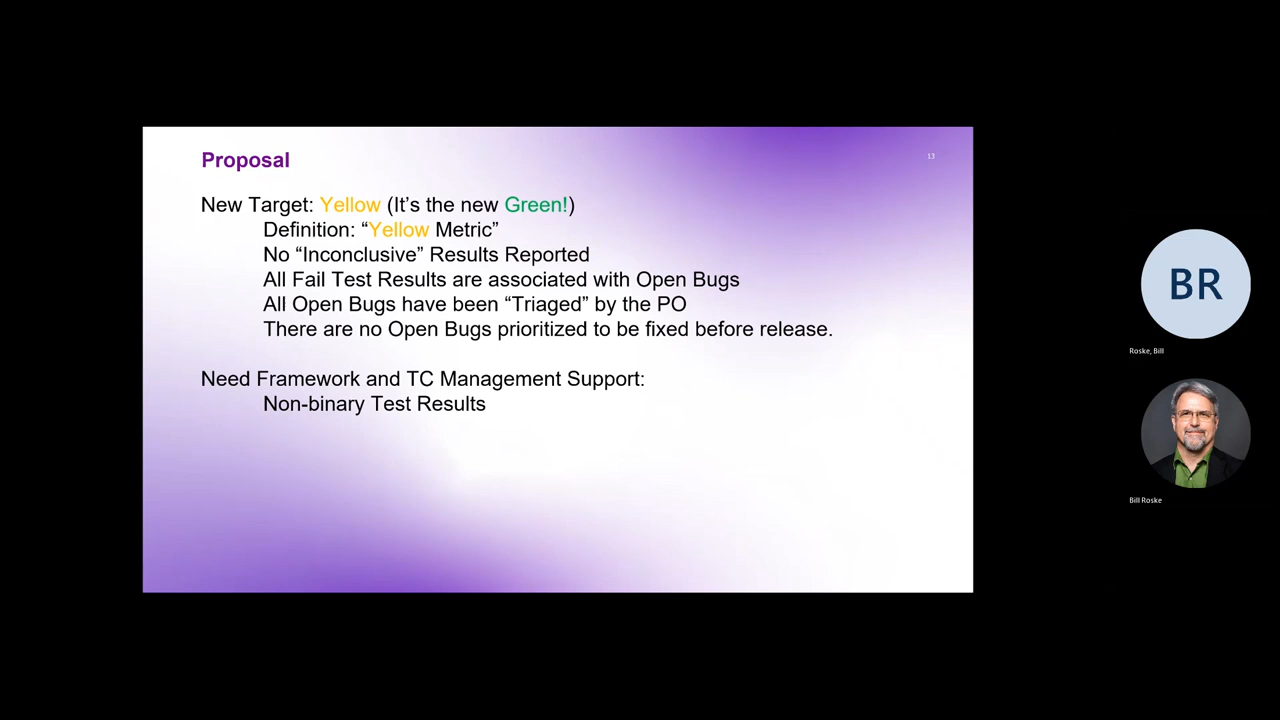 Proposal
13
New Target: Yellow (It’s the new Green!)
Definition: “Yellow Metric”
No “Inconclusive” Results Reported
All Fail Test Results are associated with Open Bugs
All Open Bugs have been “Triaged” by the PO
There are no Open Bugs prioritized to be fixed before release.
Need Framework and TC Management Support:
Non-binary Test Results
BR
Roske, Bill
Bill Roske